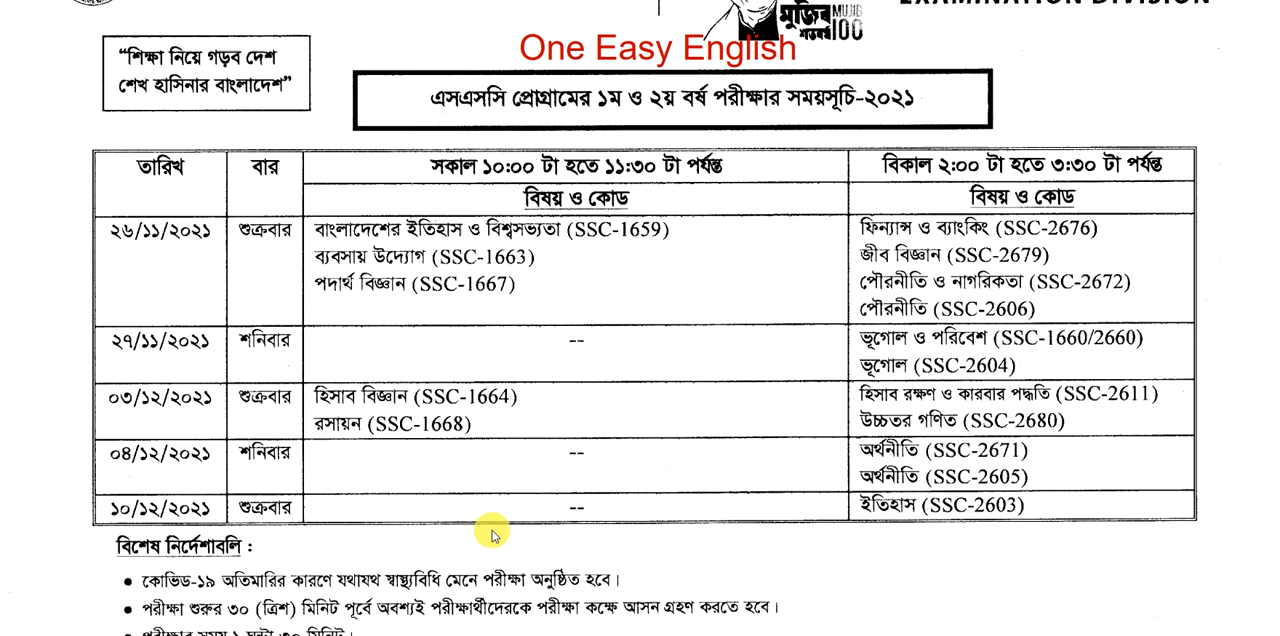 EXAMINATION DIVISION
মুজিব MUJIB
শতবর্ষ 100
One Easy English
“শিক্ষা নিয়ে গড়ব দেশ
শেখ হাসিনার বাংলাদেশ”
এসএসসি প্রোগ্রামের ১ম ও ২য় বর্ষ পরীক্ষার সময়সূচি-২০২১
তারিখ বার সকাল ১০:০০ টা হতে ১১:৩০ টা পর্যন্ত বিকাল ২:০০ টা হতে ৩:৩০ টা পর্যন্ত
বিষয় ও কোড বিষয় ও কোড
২৬/১১/২০২১ শুক্রবার বাংলাদেশের ইতিহাস ও বিশ্বসভ্যতা (SSC-1659) ফিন্যান্স ও ব্যাংকিং (SSC-2676)
ব্যবসায় উদ্যোগ (SSC-1663) জীব বিজ্ঞান (SSC-2679)
পদার্থ বিজ্ঞান (SSC-1667) পৌরনীতি ও নাগরিকতা (SSC-2672)
পৌরনীতি (SSC-2606)
২৭/১১/২০২১ শনিবার -- ভূগোল ও পরিবেশ (SSC-1660/2660)
ভূগোল (SSC-2604)
০৩/১২/২০২১ শুক্রবার হিসাব বিজ্ঞান (SSC-1664) হিসাব রক্ষণ ও কারবার পদ্ধতি (SSC-2611)
রসায়ন (SSC-1668) উচ্চতর গণিত (SSC-2680)
০৪/১২/২০২১ শনিবার -- অর্থনীতি (SSC-2671)
অর্থনীতি (SSC-2605)
১০/১২/২০২১ শুক্রবার -- ইতিহাস (SSC-2603)
বিশেষ নির্দেশাবলি :
• কোভিড-১৯ অতিমারির কারণে যথাযথ স্বাস্থ্যবিধি মেনে পরীক্ষা অনুষ্ঠিত হবে।
• পরীক্ষা শুরুর ৩০ (ত্রিশ) মিনিট পূর্বে অবশ্যই পরীক্ষার্থীদেরকে পরীক্ষা কক্ষে আসন গ্রহণ করতে হবে।
• পরীক্ষার সময় ১ ঘন্টা ৩০ মিনিট।